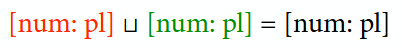 [num: pl] ⊔ [num: pl] = [num: pl]